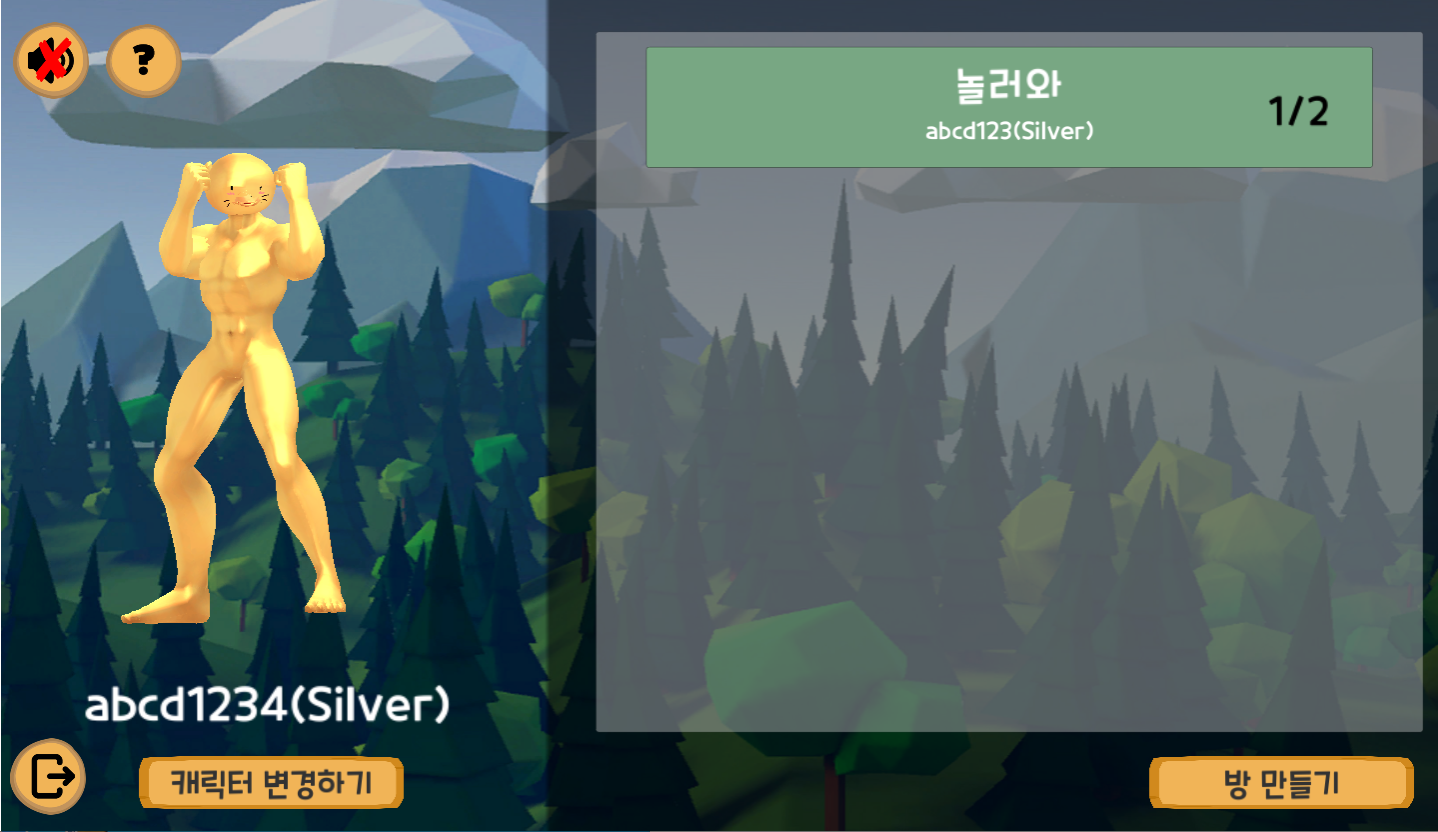 ?
놀러와
abcd123(Silver)
1/2
abcd1234(Silver)
캐릭터 변경하기
방 만들기